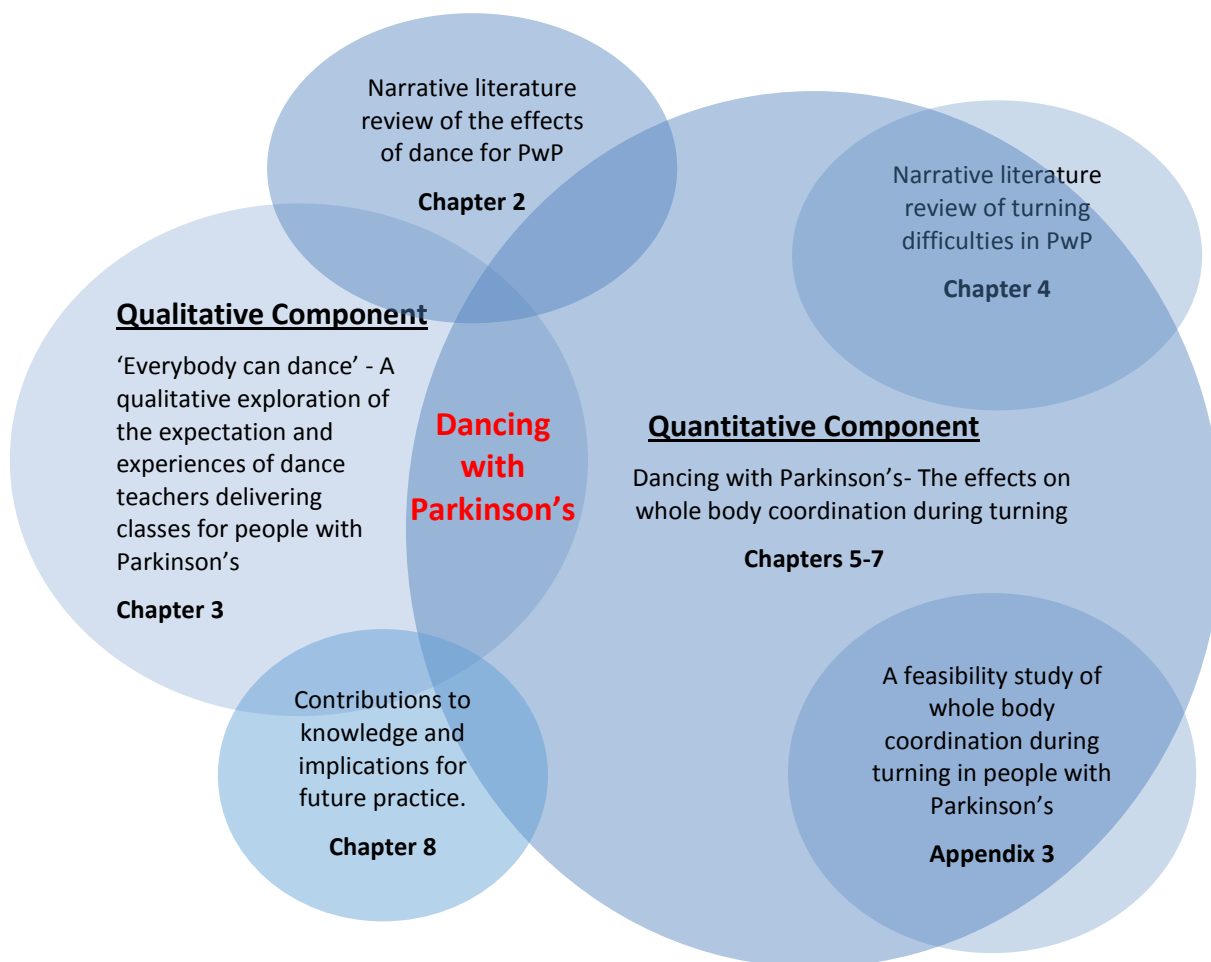 Narrative literature
review of the effects
of dance for PwP
Chapter 2
Narrative literature
review of turning
difficulties in PwP
Chapter 4
Qualitative Component
‘Everybody can dance’ - A
qualitative exploration of
the expectation and
experiences of dance
teachers delivering
classes for people with
Parkinson’s
Chapter 3
Dancing
with
Parkinson’s
Quantitative Component
Dancing with Parkinson’s- The effects on
whole body coordination during turning
Chapters 5-7
Contributions to
knowledge and
implications for
future practice.
Chapter 8
A feasibility study of
whole body
coordination during
turning in people with
Parkinson’s
Appendix 3